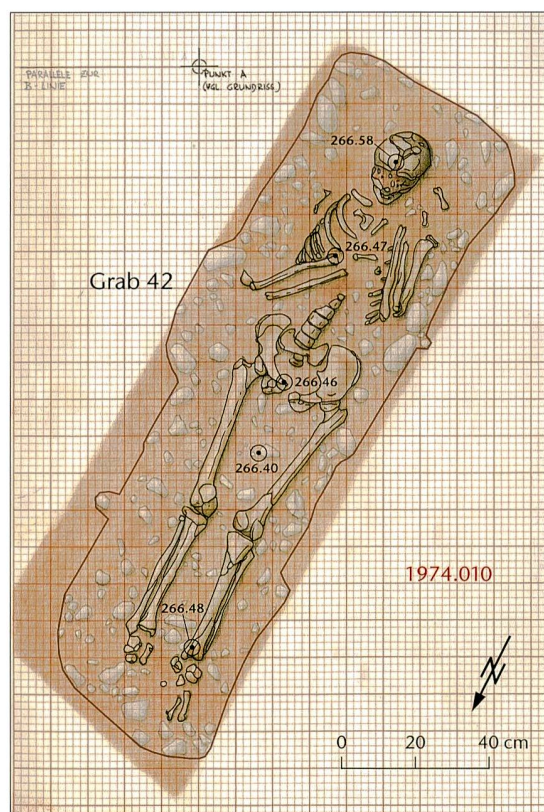 PARALLELE ZUR
B-LINIE
PUNKT A
(VGL. GRUNDRISS)
266.58
266.47
Grab 42
266.46
266.40
1974.010
266.48
N
0 20 40 cm